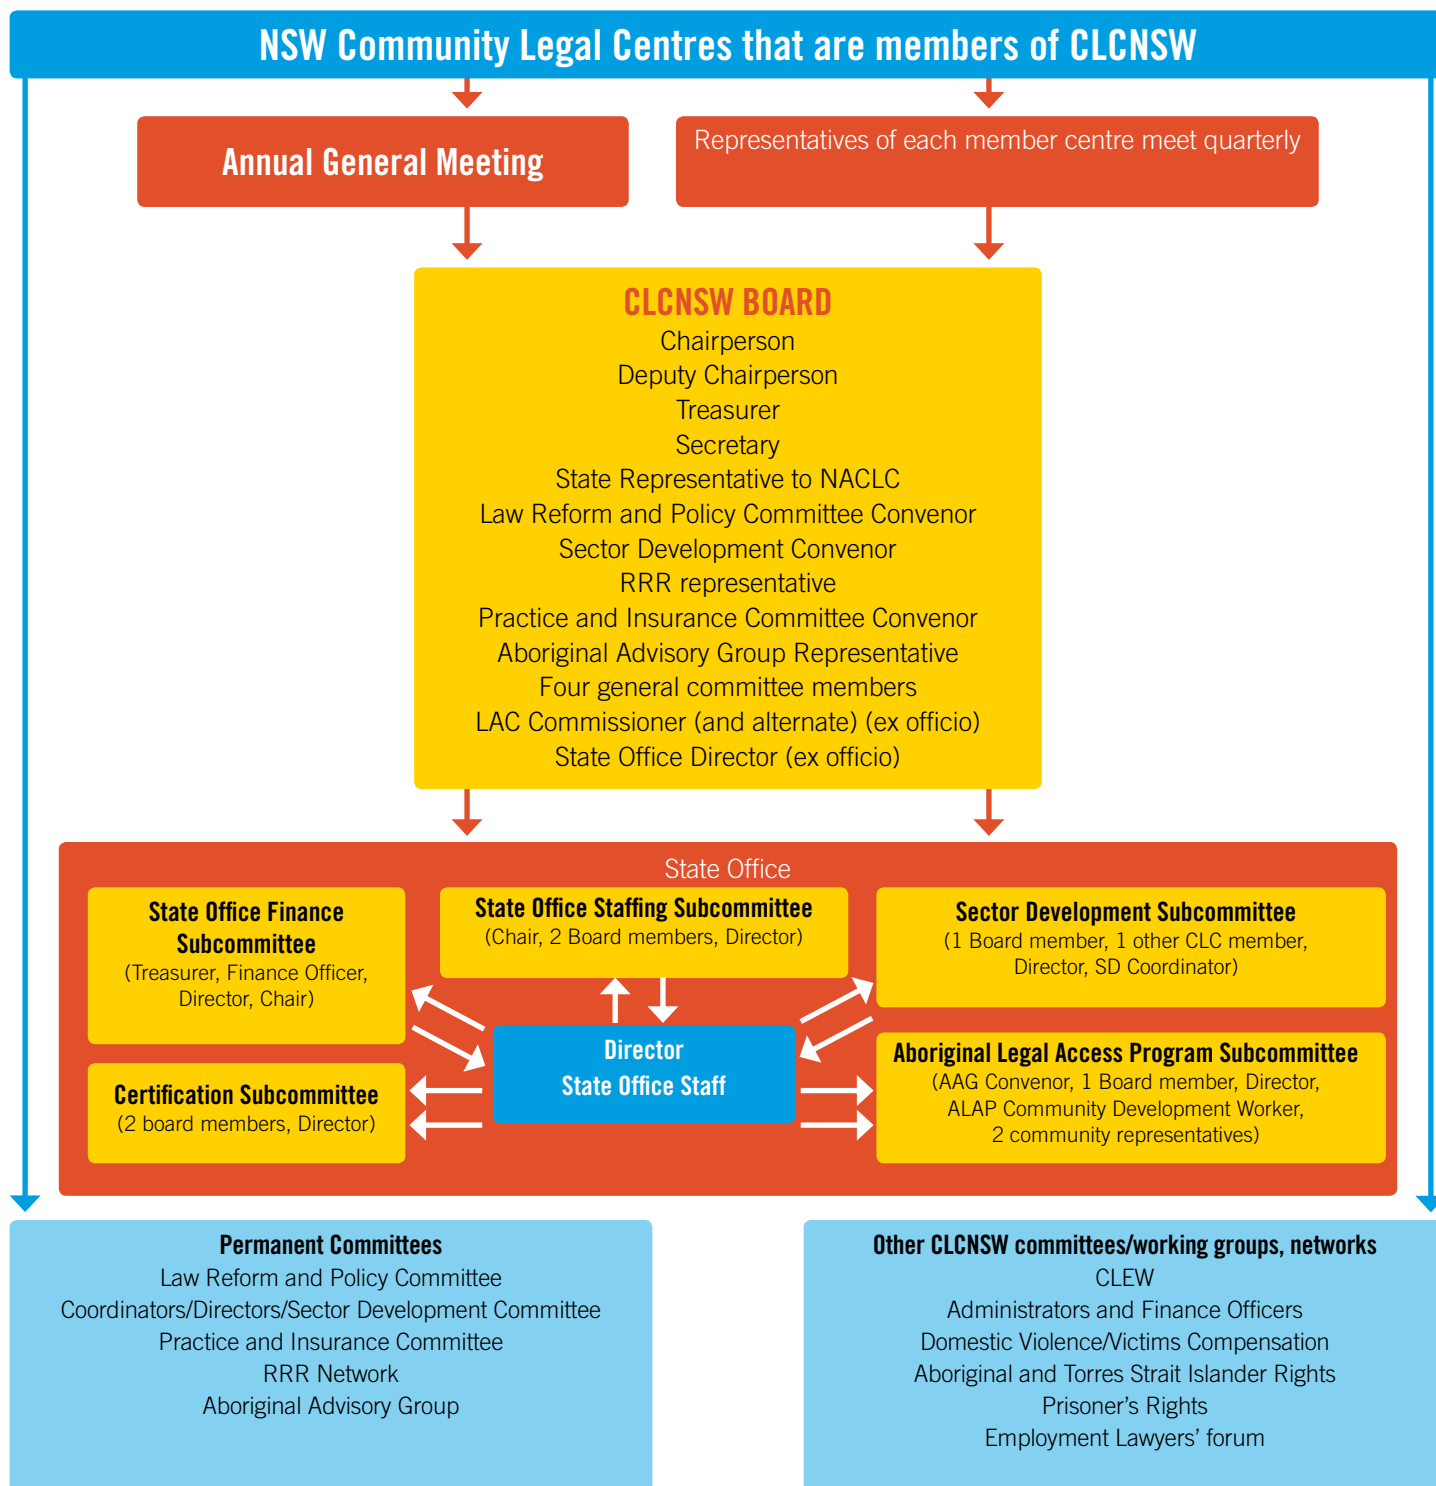 NSW Community Legal Centres that are members of CLCNSW
Annual General Meeting
Representatives of each member centre meet quarterly
CLCNSW BOARD
Chairperson
Deputy Chairperson
Treasurer
Secretary
State Representative to NACLC
Law Reform and Policy Committee Convenor
Sector Development Convenor
RRR representative
Practice and Insurance Committee Convenor
Aboriginal Advisory Group Representative
Four general committee members
LAC Commissioner (and alternate) (ex officio)
State Office Director (ex officio)
State Office
State Office Finance
Subcommittee
(Treasurer, Finance Officer,
Director, Chair)
State Office Staffing Subcommittee
(Chair, 2 Board members, Director)
Sector Development Subcommittee
(1 Board member, 1 other CLC member,
Director, SD Coordinator)
Director
State Office Staff
Certification Subcommittee
(2 board members, Director)
Aboriginal Legal Access Program Subcommittee
(AAG Convenor, 1 Board member, Director,
ALAP Community Development Worker,
2 community representatives)
Permanent Committees
Law Reform and Policy Committee
Coordinators/Directors/Sector Development Committee
Practice and Insurance Committee
RRR Network
Aboriginal Advisory Group
Other CLCNSW committees/working groups, networks
CLEW
Administrators and Finance Officers
Domestic Violence/Victims Compensation
Aboriginal and Torres Strait Islander Rights
Prisoner’s Rights
Employment Lawyers’ forum